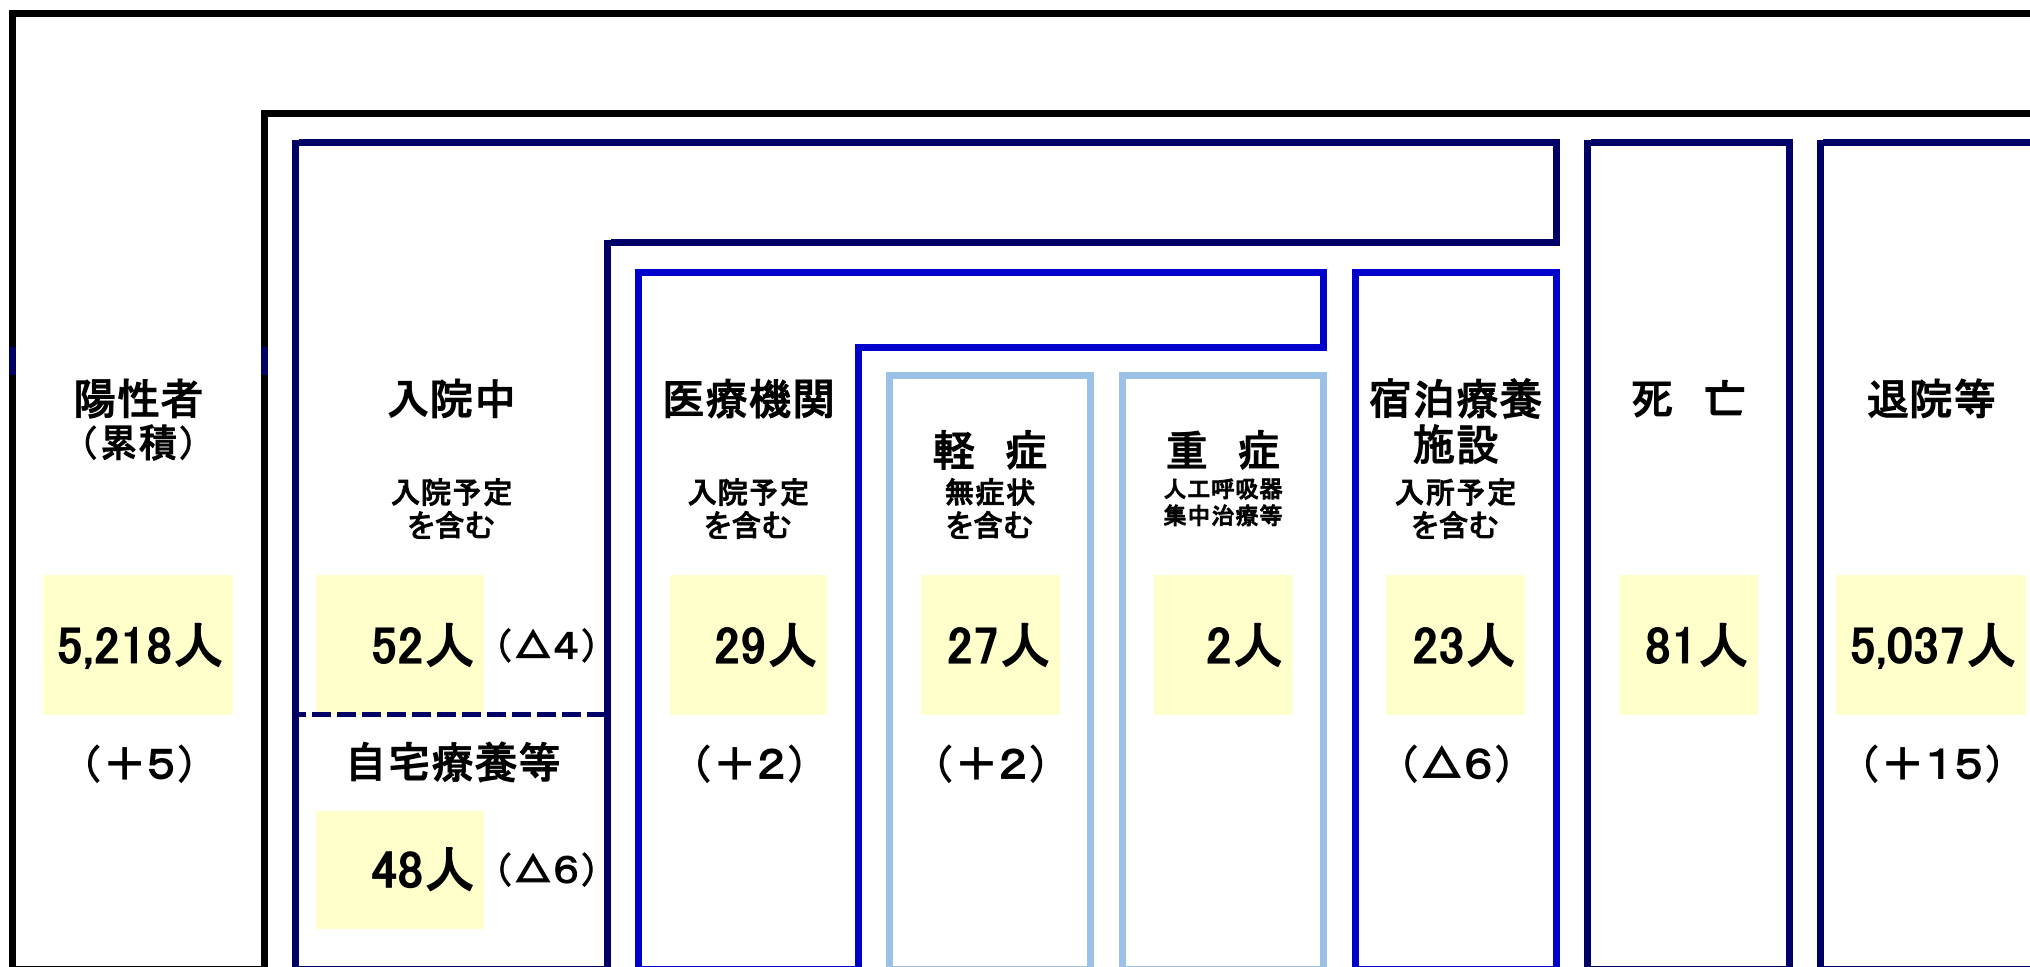 陽性者
（累積）
5,218人
（＋5）
入院中
入院予定
を含む
52人（△4）
自宅療養等
48人（△6）
医療機関
入院予定
を含む
29人
（＋2）
軽　症
無症状
を含む
27人
（＋2）
重　症
人工呼吸器
集中治療等
2人
宿泊療養
施設
入所予定
を含む
23人
（△6）
死　亡
81人
退院等
5,037人
（＋15）